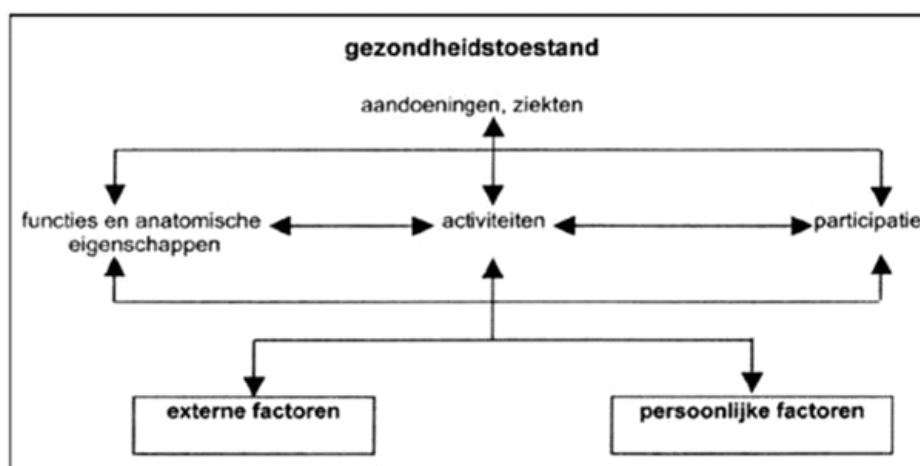 gezondheidstoestand
aandoeningen, ziekten
functies en anatomische
eigenschappen
activiteiten
participatie
externe factoren
persoonlijke factoren